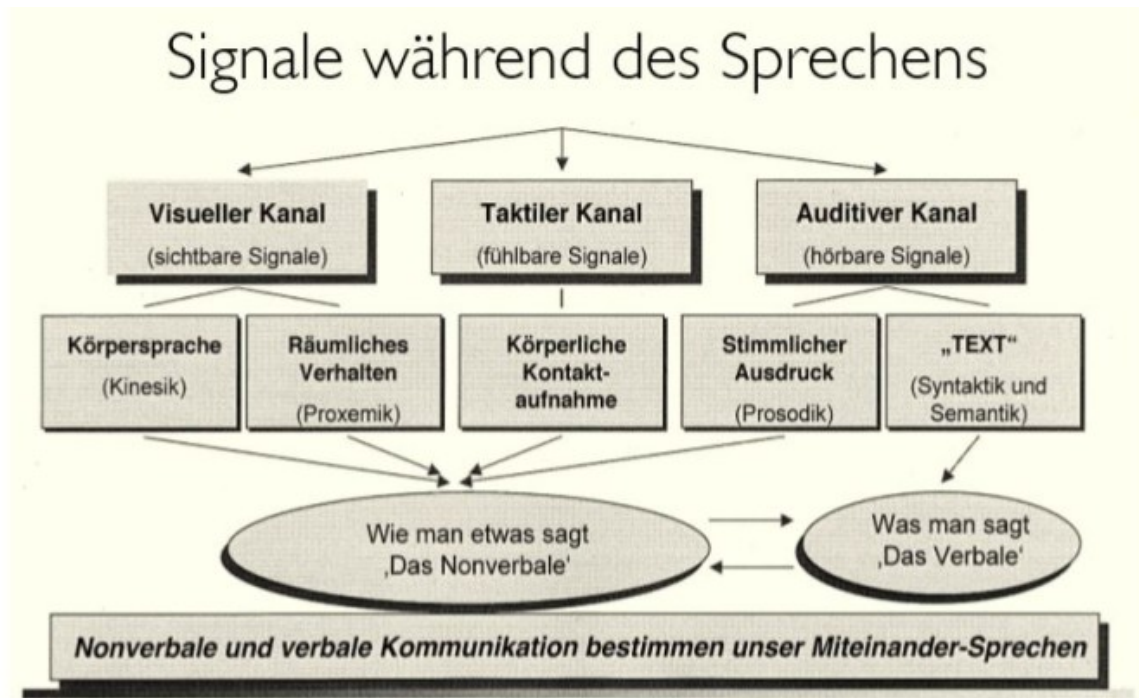 Signale während des Sprechens
Visueller Kanal
(sichtbare Signale)
Taktiler Kanal
(fühlbare Signale)
Auditiver Kanal
(hörbare Signale)
Körpersprache
(Kinesik)
Räumliches
Verhalten
(Proxemik)
Körperliche
Kontakt-
aufnahme
Stimmlicher
Ausdruck
(Prosodik)
„TEXT“
(Syntaktik und
Semantik)
Wie man etwas sagt
‚Das Nonverbale‘
Was man sagt
‚Das Verbale‘
Nonverbale und verbale Kommunikation bestimmen unser Miteinander-Sprechen